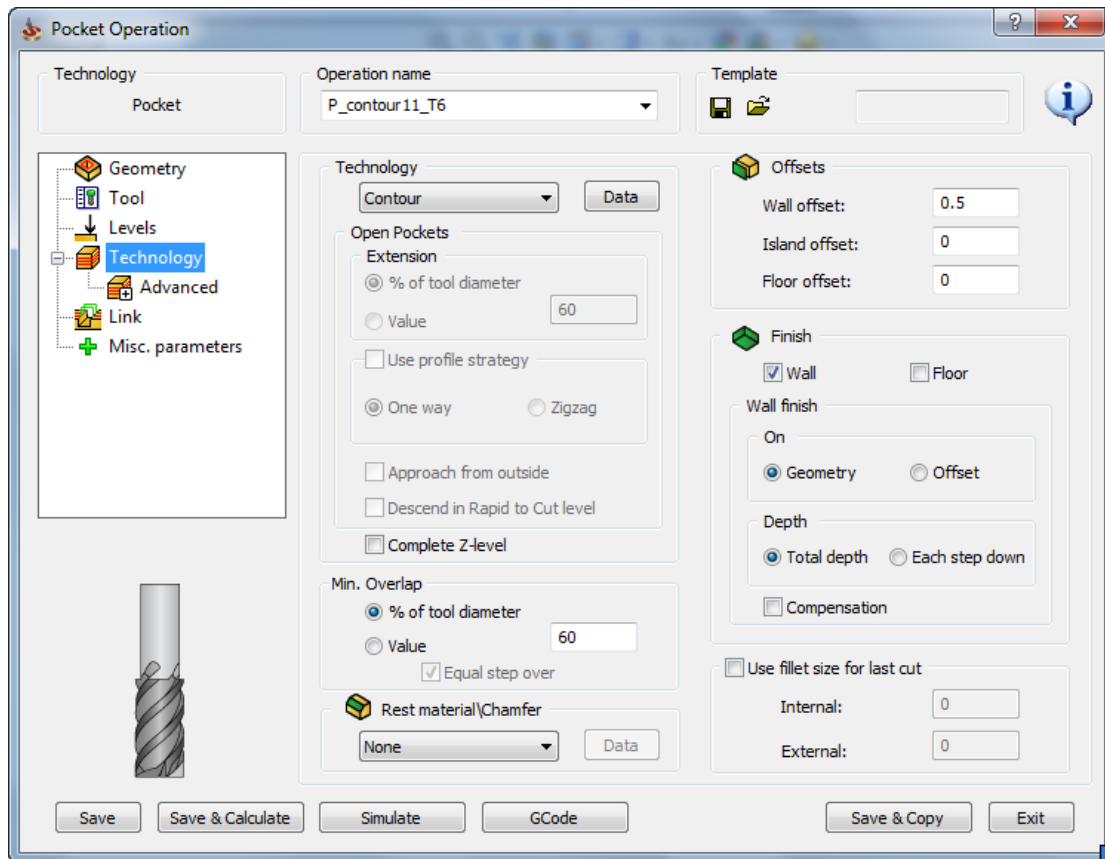 Pocket Operation
?
X
Technology
Pocket
Operation name
P_contour11_T6
Template
i
Geometry
Tool
Levels
Technology
Advanced
Link
Misc. parameters
Technology
Contour
Data
Open Pockets
Extension
% of tool diameter
Value
60
Use profile strategy
One way
Zigzag
Approach from outside
Descend in Rapid to Cut level
Complete Z-level
Min. Overlap
% of tool diameter
Value
60
Equal step over
Rest material\Chamfer
None
Data
Offsets
Wall offset:
0.5
Island offset:
0
Floor offset:
0
Finish
Wall
Floor
Wall finish
On
Geometry
Offset
Depth
Total depth
Each step down
Compensation
Use fillet size for last cut
Internal:
0
External:
0
Save
Save & Calculate
Simulate
GCode
Save & Copy
Exit